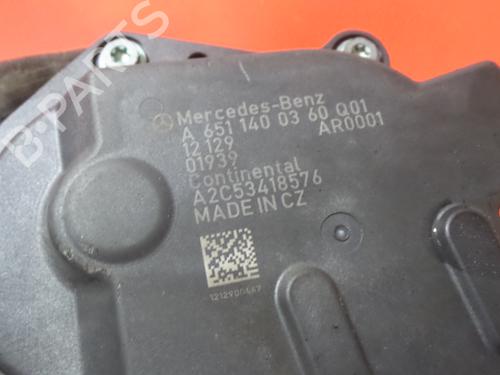 B-PARTS
Mercedes-Benz
A 651 140 03 60 Q01
12 129 AR0001
01939
Continental
A2C53418576
MADE IN CZ